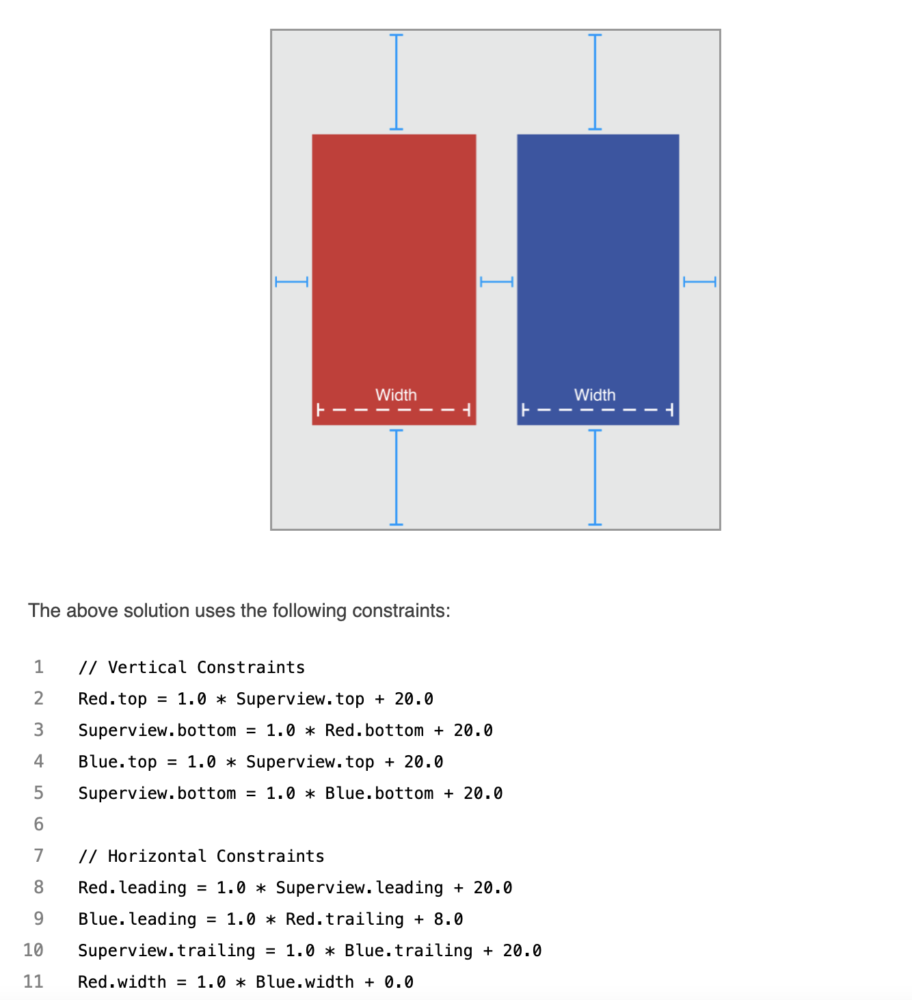 Width Width
The above solution uses the following constraints:
1 // Vertical Constraints
2 Red.top = 1.0 * Superview.top + 20.0
3 Superview.bottom = 1.0 * Red.bottom + 20.0
4 Blue.top = 1.0 * Superview.top + 20.0
5 Superview.bottom = 1.0 * Blue.bottom + 20.0
6
7 // Horizontal Constraints
8 Red.leading = 1.0 * Superview.leading + 20.0
9 Blue.leading = 1.0 * Red.trailing + 8.0
10 Superview.trailing = 1.0 * Blue.trailing + 20.0
11 Red.width = 1.0 * Blue.width + 0.0